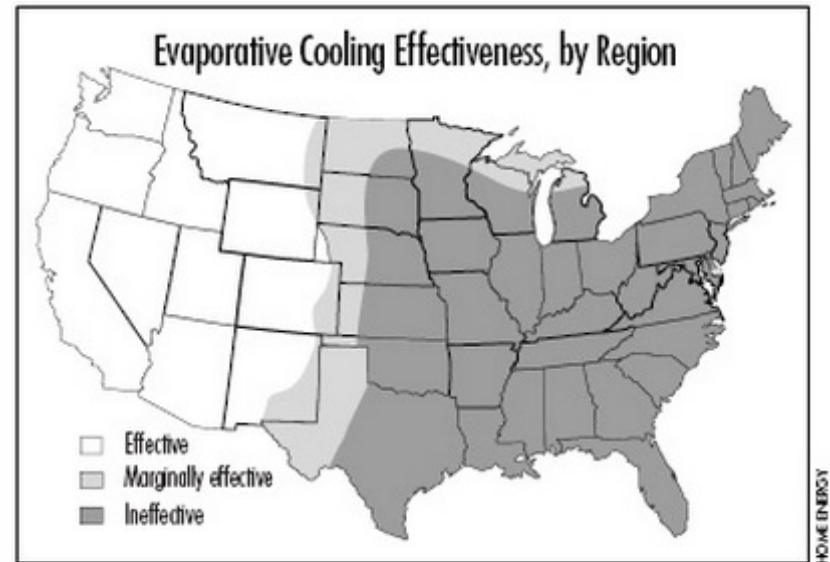 Evaporative Cooling Effectiveness, by Region
Effective
Marginally effective
Ineffective
HOME ENERGY